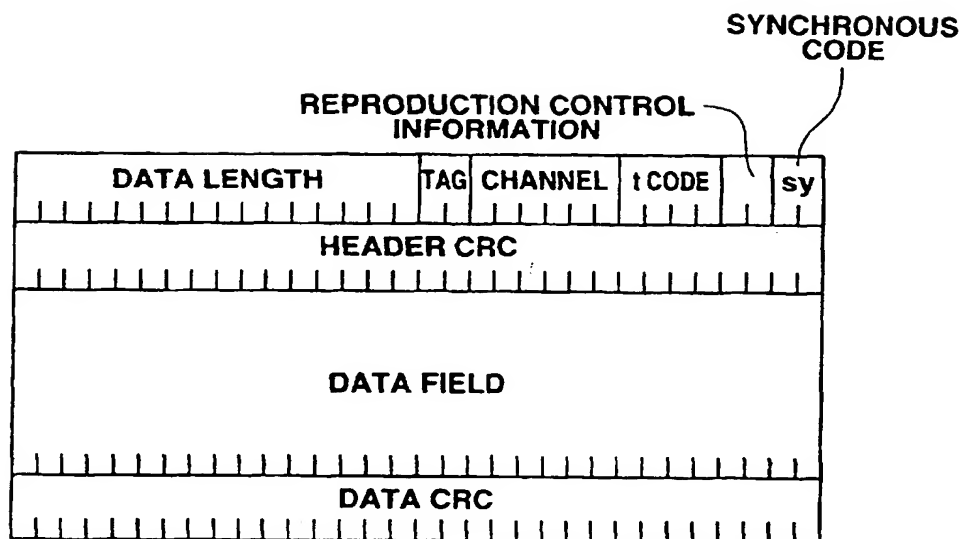 SYNCHRONOUS
CODE
REPRODUCTION CONTROL
INFORMATION
DATA LENGTH TAG CHANNEL t CODE sy
HEADER CRC
DATA FIELD
DATA CRC